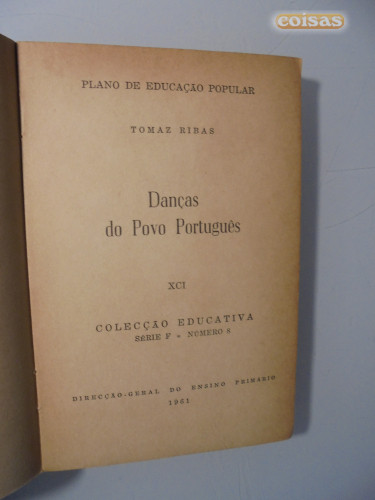 coisas
PLANO DE EDUCAÇÃO POPULAR
TOMAZ RIBAS
Danças
do Povo Português
XCI
COLECÇÃO EDUCATIVA
SÉRIE F • NÚMERO 8
DIRECÇÃO-GERAL DO ENSINO PRIMÁRIO
1961